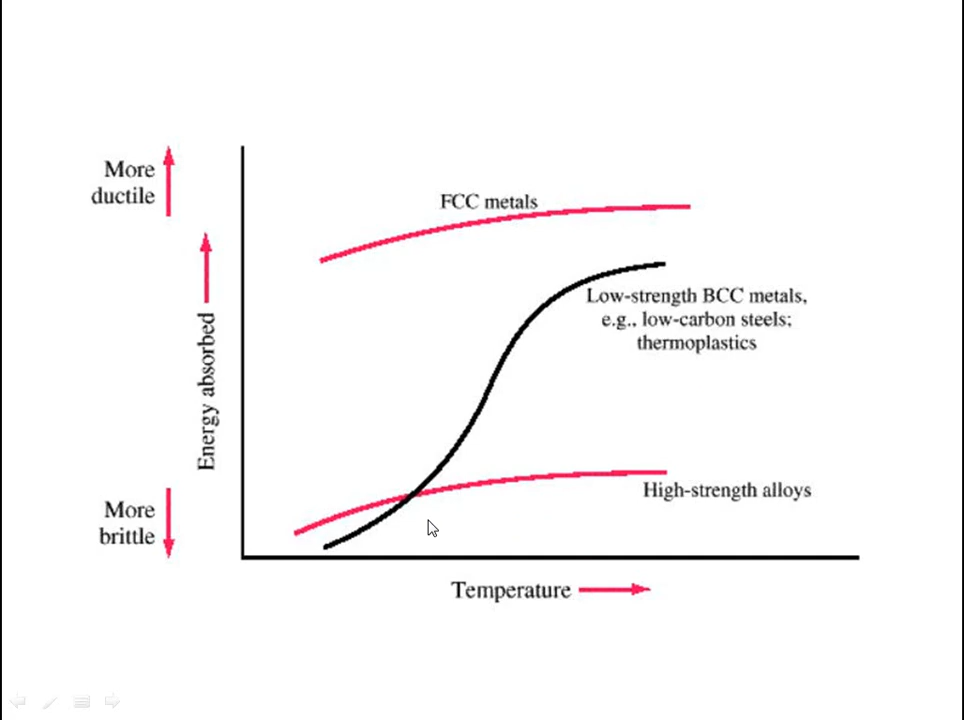 More
ductile
FCC metals
Low-strength BCC metals,
e.g., low-carbon steels;
thermoplastics
Energy absorbed
High-strength alloys
More
brittle
Temperature